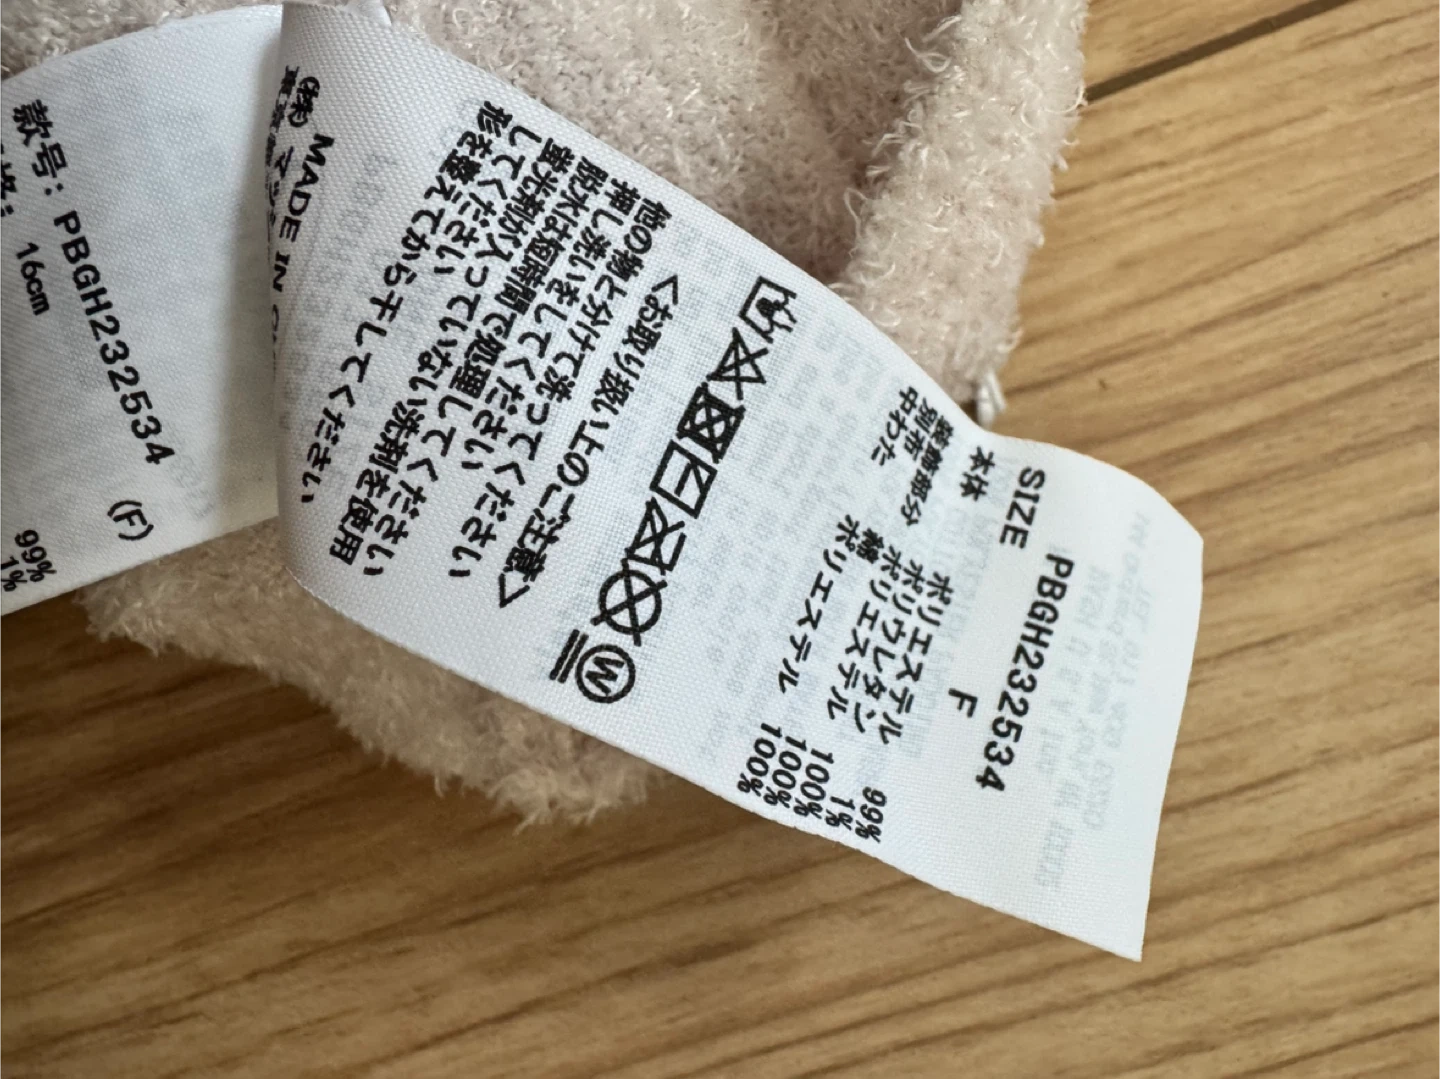 PBGH232534
SIZE F
本体 ポリエステル 99%
ポリウレタン 1%
装飾部分 綿 100%
別布 ポリエステル 100%
中わた ポリエステル 100%
W
<お取り扱い上のご注意>
他の物と分けて洗ってください
押し洗いをしてください
脱水は短時間で処理してください
蛍光剤が入っていない洗剤を使用
してください
形を整えてから干してください
MADE IN
(株) マッ
款号: PBGH232534
16cm (F)
99%
1%